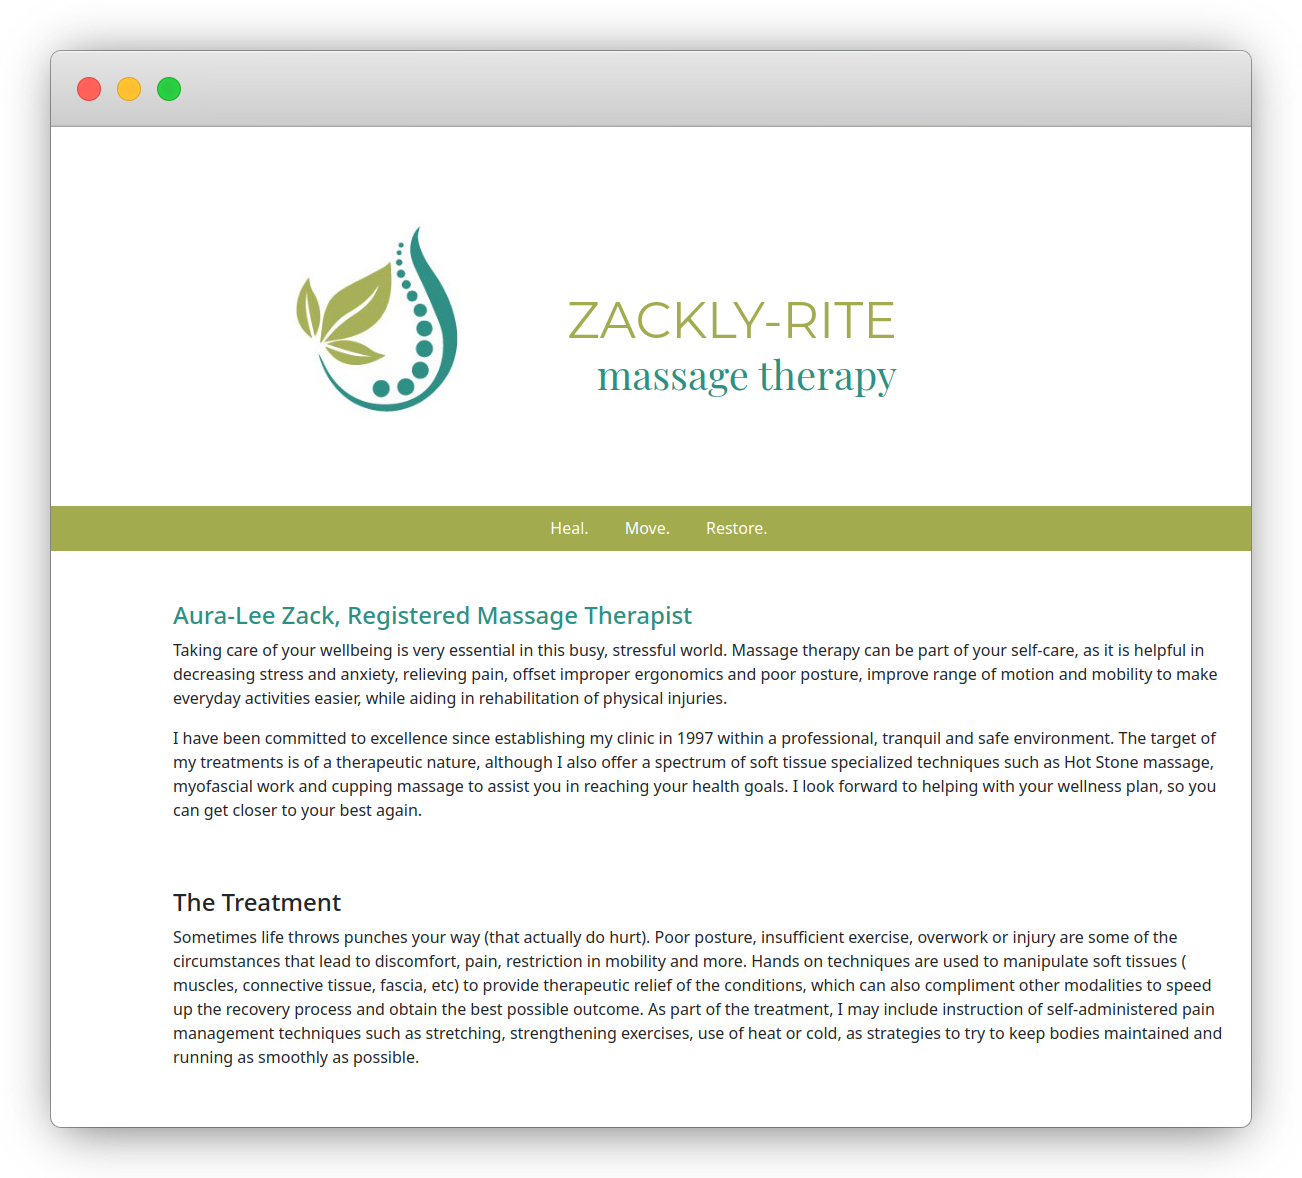 ZACKLY-RITE
massage therapy
Heal. Move. Restore.
Aura-Lee Zack, Registered Massage Therapist
Taking care of your wellbeing is very essential in this busy, stressful world. Massage therapy can be part of your self-care, as it is helpful in
decreasing stress and anxiety, relieving pain, offset improper ergonomics and poor posture, improve range of motion and mobility to make
everyday activities easier, while aiding in rehabilitation of physical injuries.
I have been committed to excellence since establishing my clinic in 1997 within a professional, tranquil and safe environment. The target of
my treatments is of a therapeutic nature, although I also offer a spectrum of soft tissue specialized techniques such as Hot Stone massage,
myofascial work and cupping massage to assist you in reaching your health goals. I look forward to helping with your wellness plan, so you
can get closer to your best again.
The Treatment
Sometimes life throws punches your way (that actually do hurt). Poor posture, insufficient exercise, overwork or injury are some of the
circumstances that lead to discomfort, pain, restriction in mobility and more. Hands on techniques are used to manipulate soft tissues (
muscles, connective tissue, fascia, etc) to provide therapeutic relief of the conditions, which can also compliment other modalities to speed
up the recovery process and obtain the best possible outcome. As part of the treatment, I may include instruction of self-administered pain
management techniques such as stretching, strengthening exercises, use of heat or cold, as strategies to try to keep bodies maintained and
running as smoothly as possible.